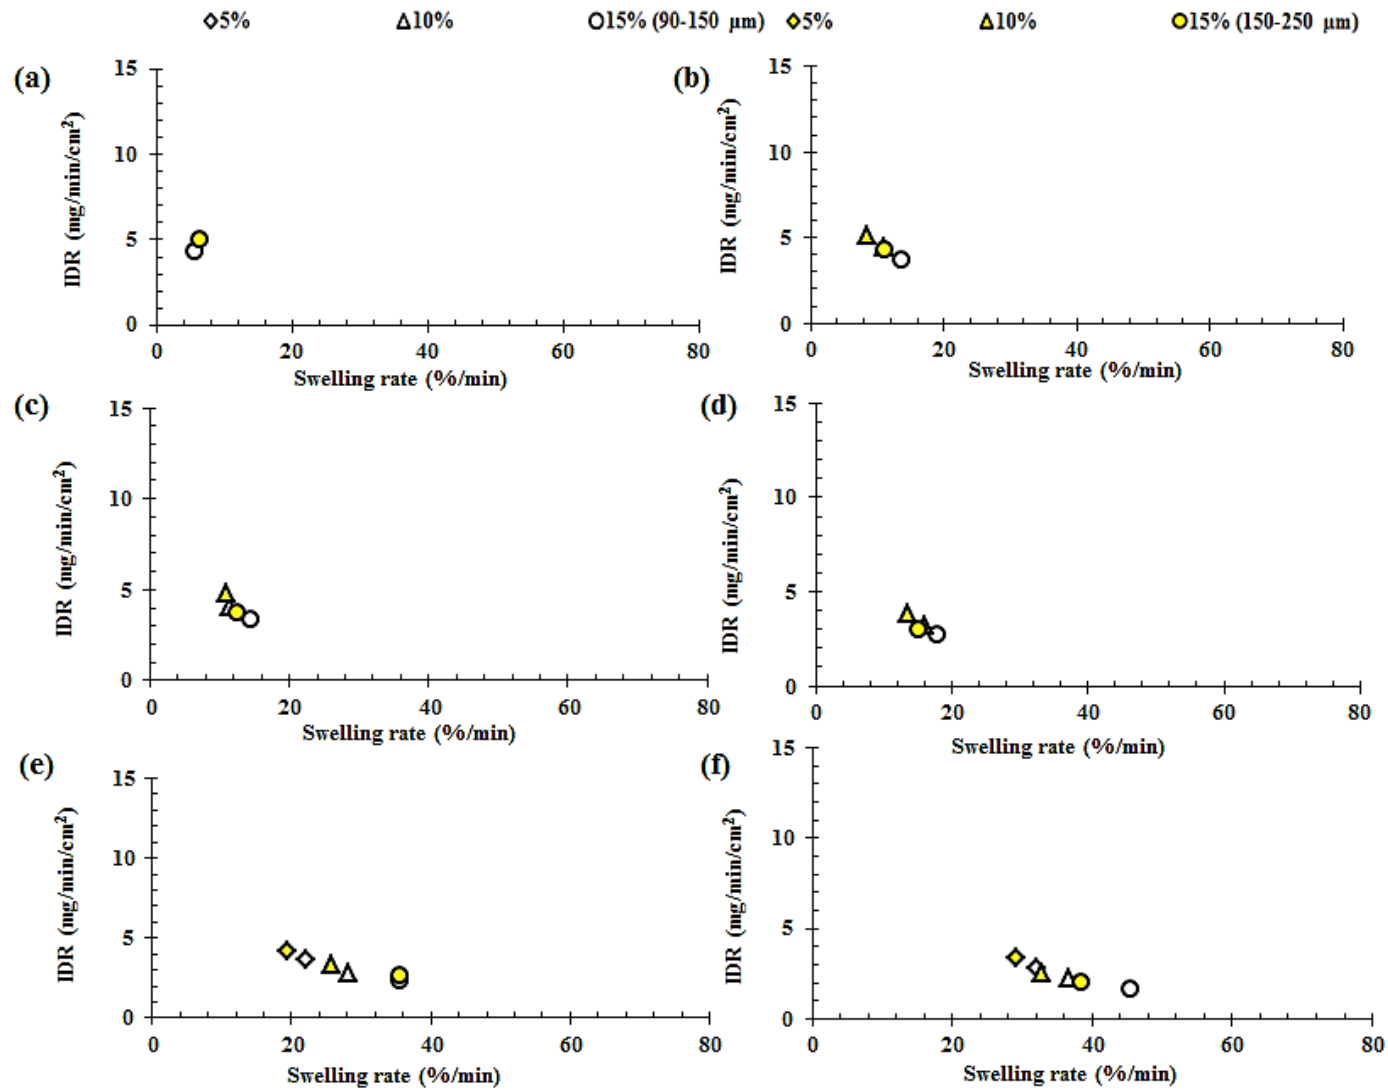 5% 10% 15% (90-150 µm) 5% 10% 15% (150-250 µm)
(a) (b)
15 15
10 10
5 5
0 0
IDR (mg/min/cm²) IDR (mg/min/cm²)
0 20 40 60 80 0 20 40 60 80
Swelling rate (%/min) Swelling rate (%/min)
(c) (d)
15 15
10 10
5 5
0 0
IDR (mg/min/cm²) IDR (mg/min/cm²)
0 20 40 60 80 0 20 40 60 80
Swelling rate (%/min) Swelling rate (%/min)
(e) (f)
15 15
10 10
5 5
0 0
IDR (mg/min/cm²) IDR (mg/min/cm²)
0 20 40 60 80 0 20 40 60 80
Swelling rate (%/min) Swelling rate (%/min)